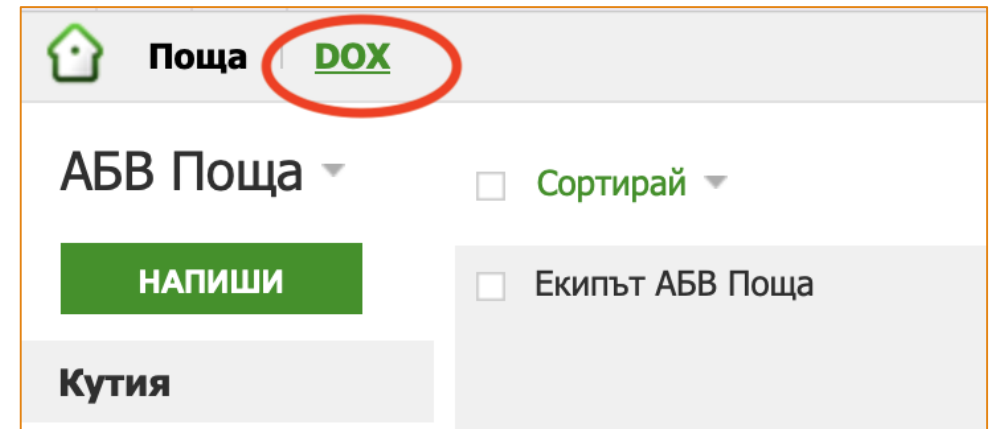 Поща DOX
АБВ Поща
Сортирай
НАПИШИ
Екипът АБВ Поща
Кутия